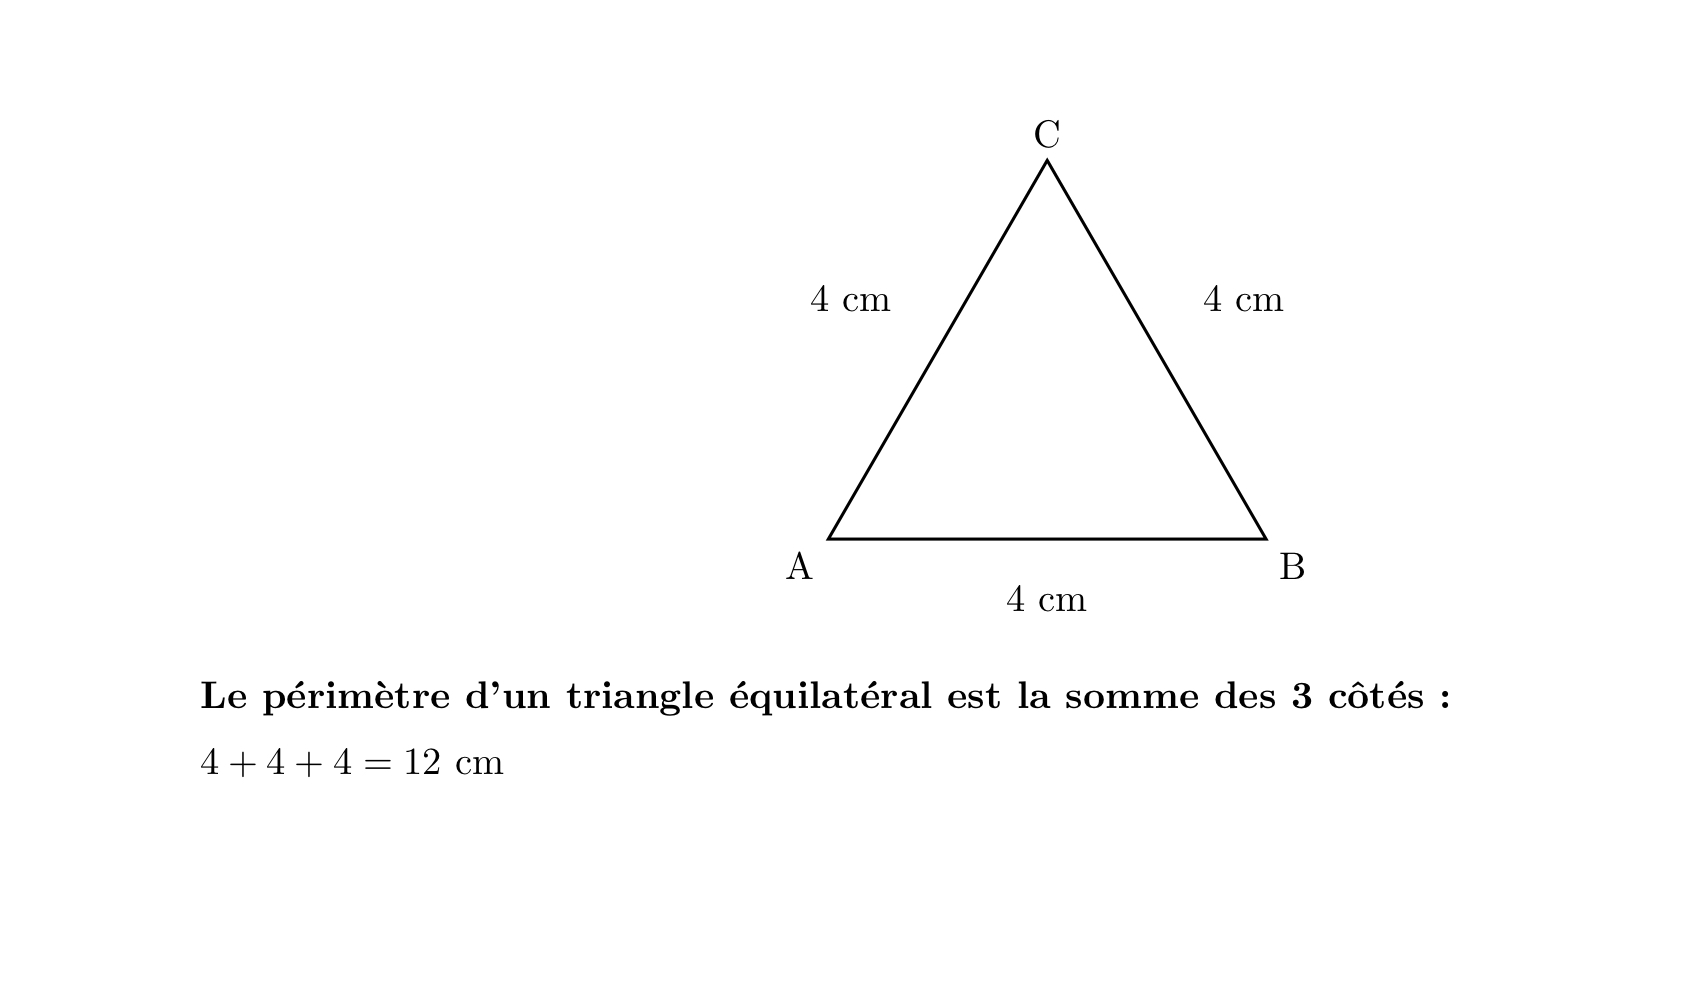 C
4 cm
4 cm
A
B
4 cm
Le périmètre d'un triangle équilatéral est la somme des 3 côtés :
4 + 4 + 4 = 12 cm